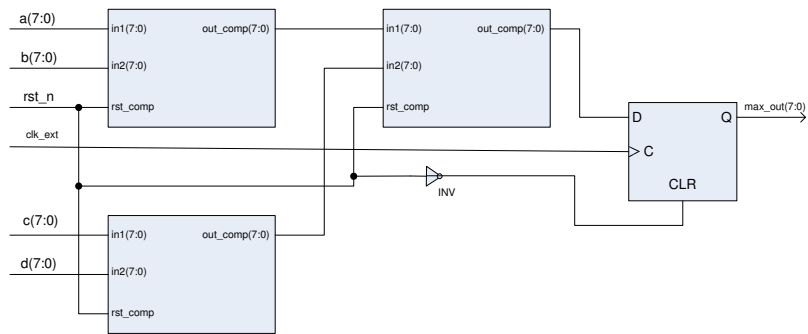 a(7:0)
in1(7:0)
out_comp(7:0)
in1(7:0)
out_comp(7:0)
b(7:0)
in2(7:0)
in2(7:0)
rst_n
rst_comp
rst_comp
D
Q
max_out(7:0)
clk_ext
C
CLR
INV
c(7:0)
in1(7:0)
out_comp(7:0)
d(7:0)
in2(7:0)
rst_comp